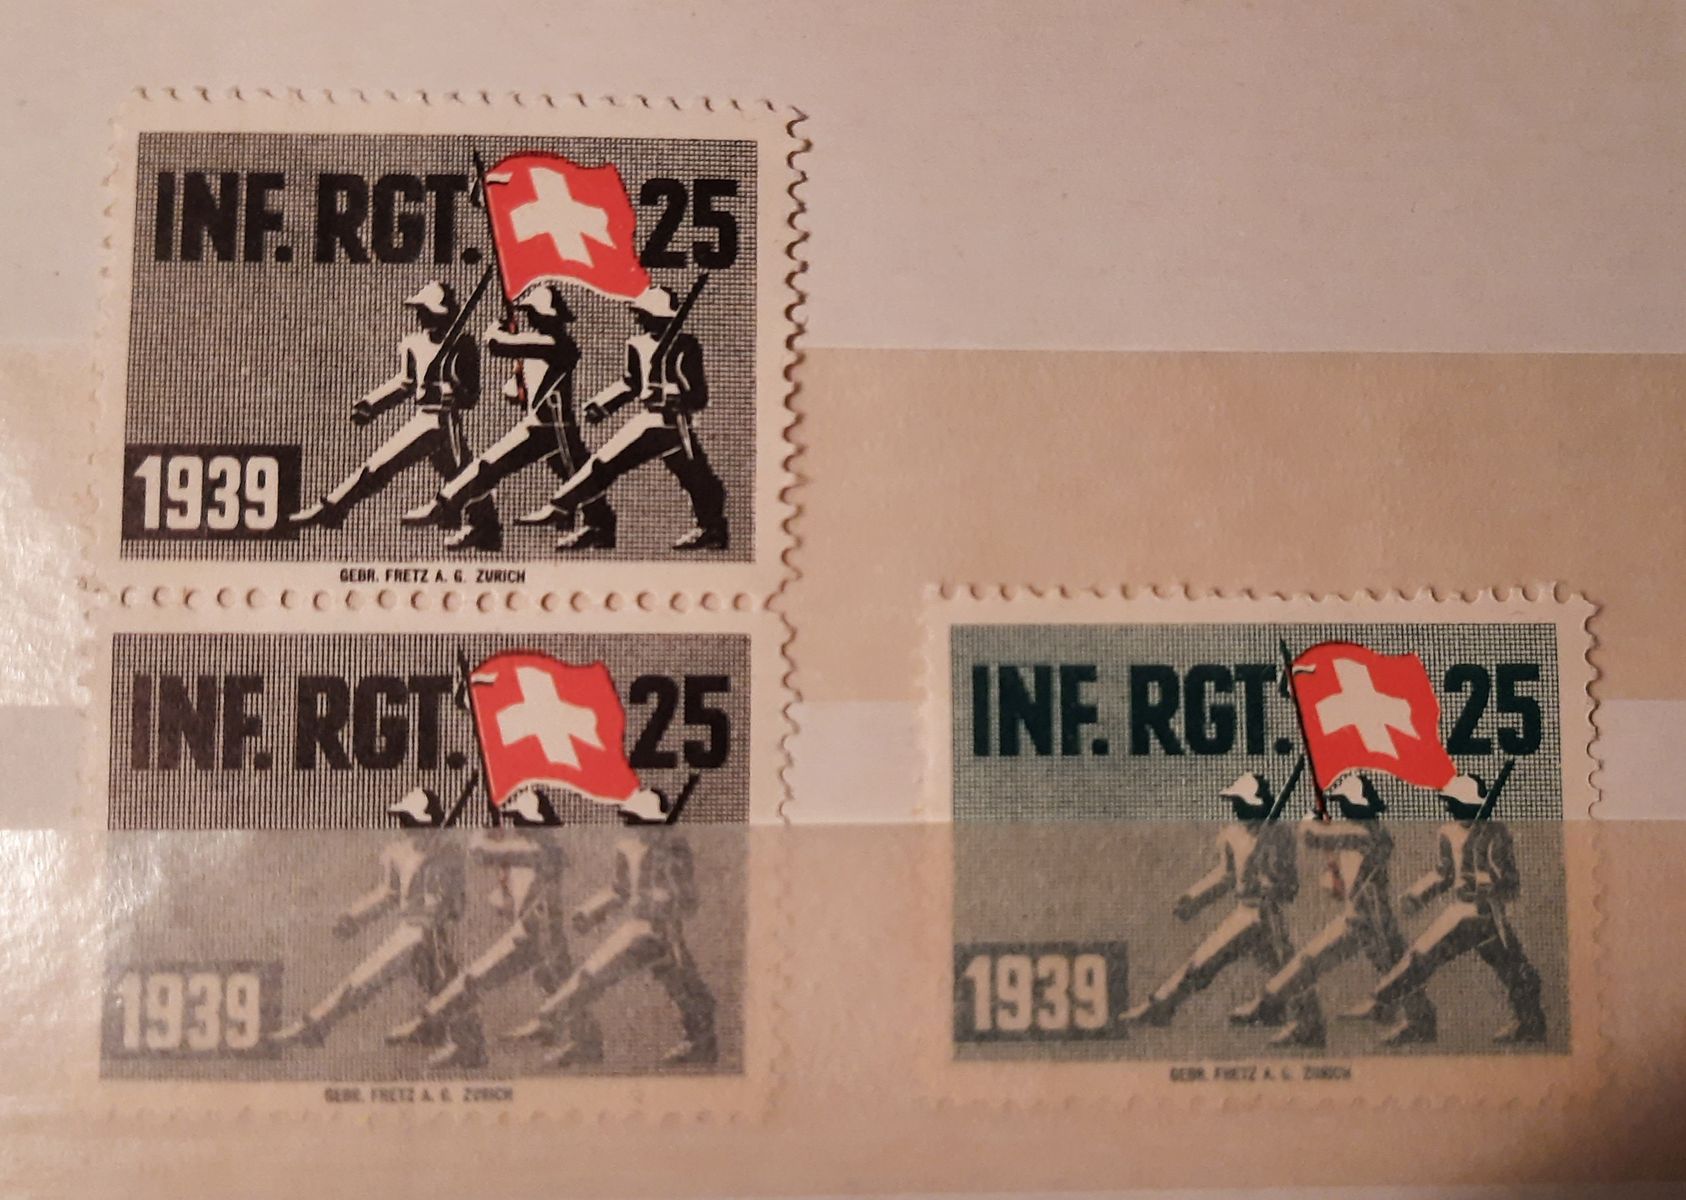 INF. RGT. 25
1939
GEBR. FRETZ A. G. ZURICH
INF. RGT. 25
1939
GEBR. FRETZ A. G. ZURICH
INF. RGT. 25
1939
GEBR. FRETZ A. G. ZURICH